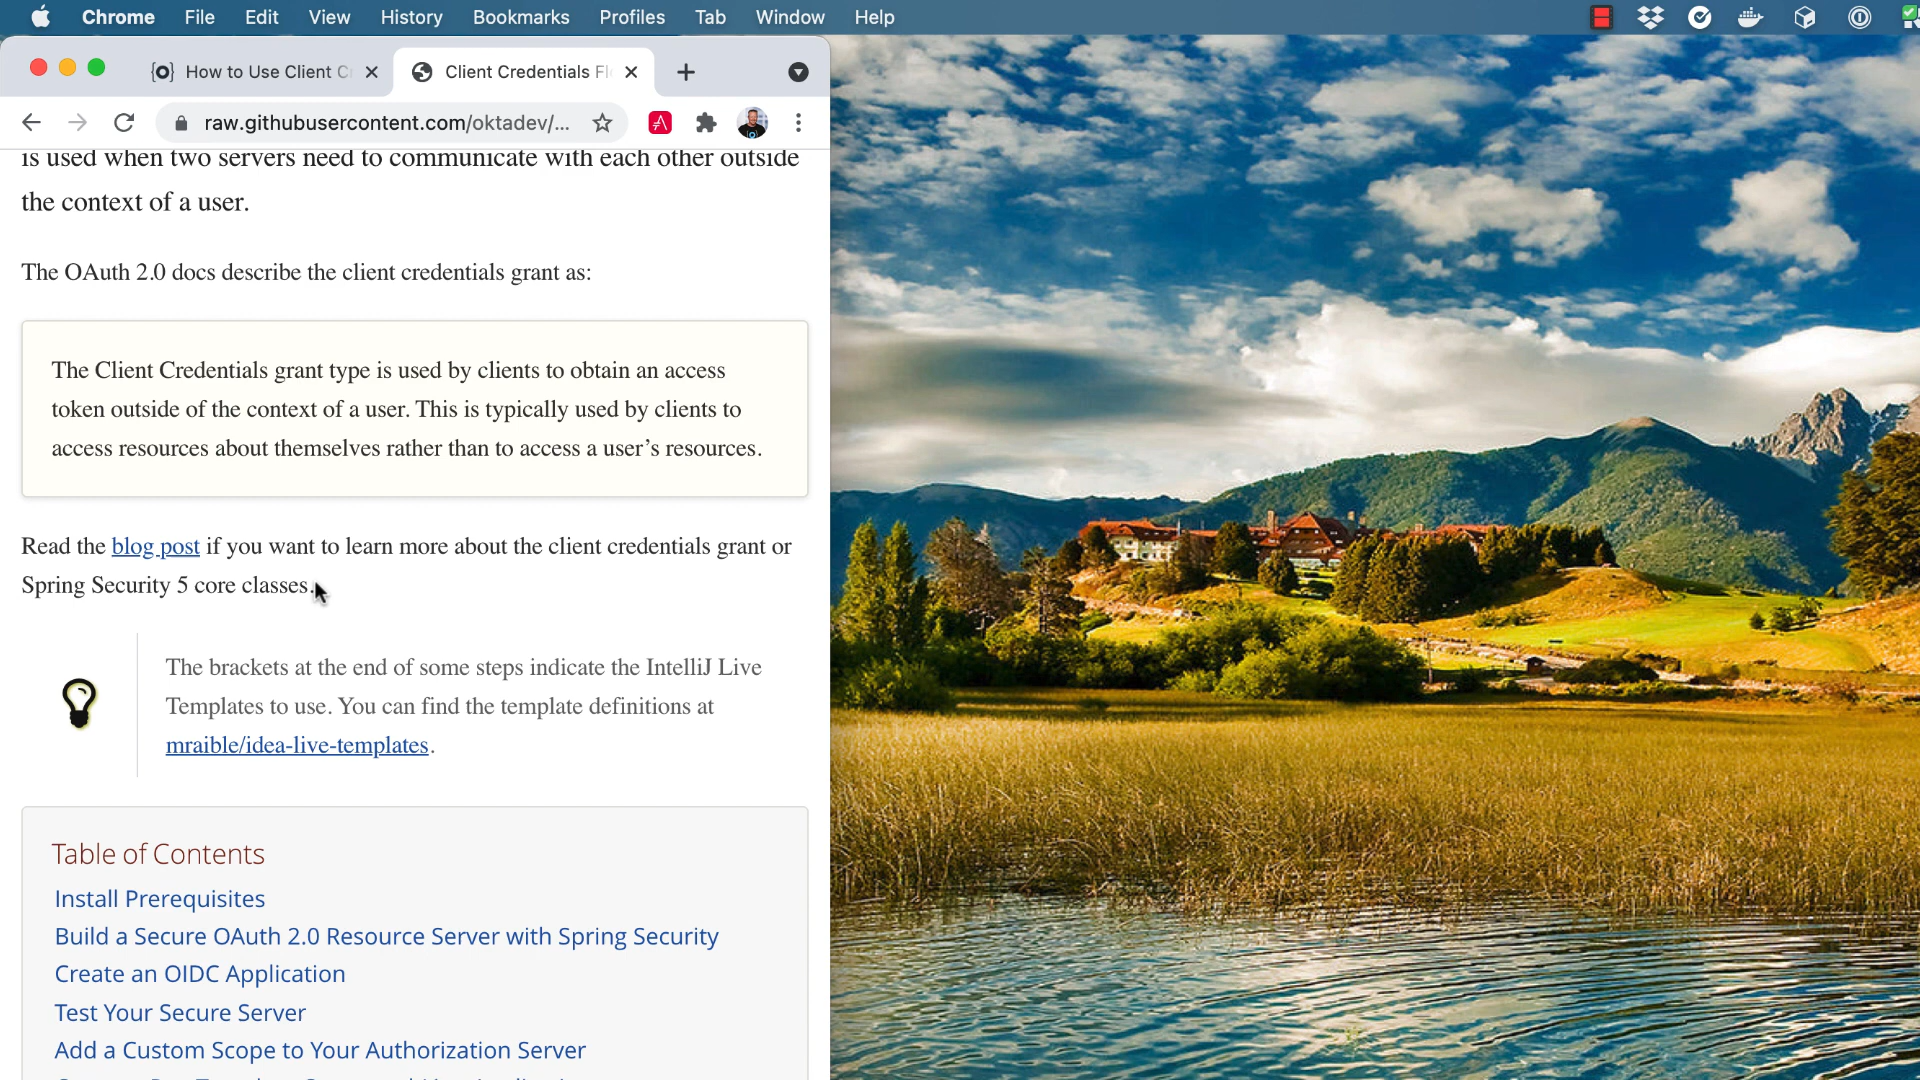 Chrome File Edit View History Bookmarks Profiles Tab Window Help
How to Use Client C
Client Credentials Fl
raw.githubusercontent.com/oktadev/...
is used when two servers need to communicate with each other outside
the context of a user.
The OAuth 2.0 docs describe the client credentials grant as:
The Client Credentials grant type is used by clients to obtain an access
token outside of the context of a user. This is typically used by clients to
access resources about themselves rather than to access a user’s resources.
Read the blog post if you want to learn more about the client credentials grant or
Spring Security 5 core classes.
The brackets at the end of some steps indicate the IntelliJ Live
Templates to use. You can find the template definitions at
mraible/idea-live-templates.
Table of Contents
Install Prerequisites
Build a Secure OAuth 2.0 Resource Server with Spring Security
Create an OIDC Application
Test Your Secure Server
Add a Custom Scope to Your Authorization Server